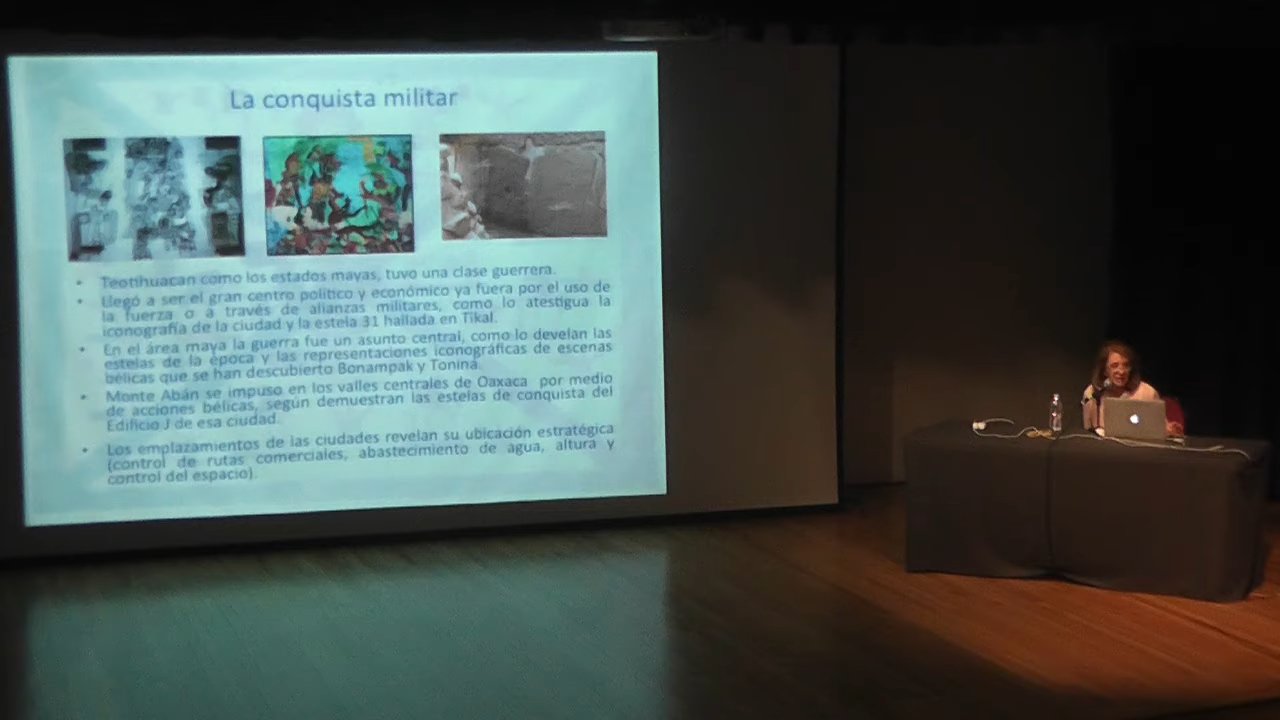 La conquista militar
• Teotihuacan como los estados mayas, tuvo una clase guerrera.
• Llegó a ser el gran centro político y económico ya fuera por el uso de
la fuerza o a través de alianzas militares, como lo atestigua la
iconografía de la ciudad y la estela 31 hallada en Tikal.
• En el área maya la guerra fue un asunto central, como lo develan las
estelas de la época y las representaciones iconográficas de escenas
bélicas que se han descubierto Bonampak y Toniná.
• Monte Abán se impuso en los valles centrales de Oaxaca por medio
de acciones bélicas, según demuestran las estelas de conquista del
Edificio J de esa ciudad.
• Los emplazamientos de las ciudades revelan su ubicación estratégica
(control de rutas comerciales, abastecimiento de agua, altura y
control del espacio).